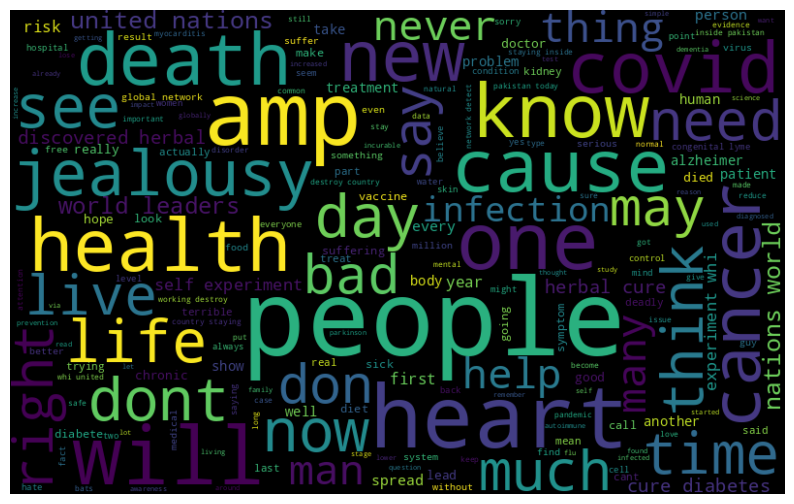 risk
united nations
still
take
never
sorry
thing
person
simple
want
hospital
getting
result
myocarditis
suffer
already
death
new
doctor
point
evidence
inside pakistan
staying inside
dementia
virus
covid
make
seem
problem
increased
test
see
global network
impact
women
treatment
kidney
condition
increase
globally
common
even
natural
know
pakistan today
human
science
need
important
amp
say
discovered herbal
stay
data
believe
network detect
free
really
actually
disorder
incurable
something
yes
type
serious
normal
congenital lyme
alzheimer
jealousy
part
destroy country
cause
died
patient
world leaders
vaccine
water
skin
sure
reason
made
reduce
hope
look
day
every
infection
may
used
diagnosed
everyone
health
food
suffering
million
one
got
control
cancer
nations world
level
treat
mental
thought
study
mind
give
via
self experiment
bad
body
year
might
going
symptom
herbal cure
deadly
think
experiment whi
attention
live
working destroy
terrible
country staying
people
many
prevention
better
put
always
parkinson
issue
read
life
real
become
guy
whi united
let
trying
show
sick
help
right
safe
chronic
first
good
self
family
don
back
remember
started
dont
case
diet
well
heart
pandemic
call
another
said
saying
long
autoimmune
love
diabete
two
lot
medical
now
mean
time
fact
living
stage
system
find
flu
found
infected
will
man
last
lower
question
spread
lead
keep
much
cell
cant
hate
bats
awareness
without
cure diabetes